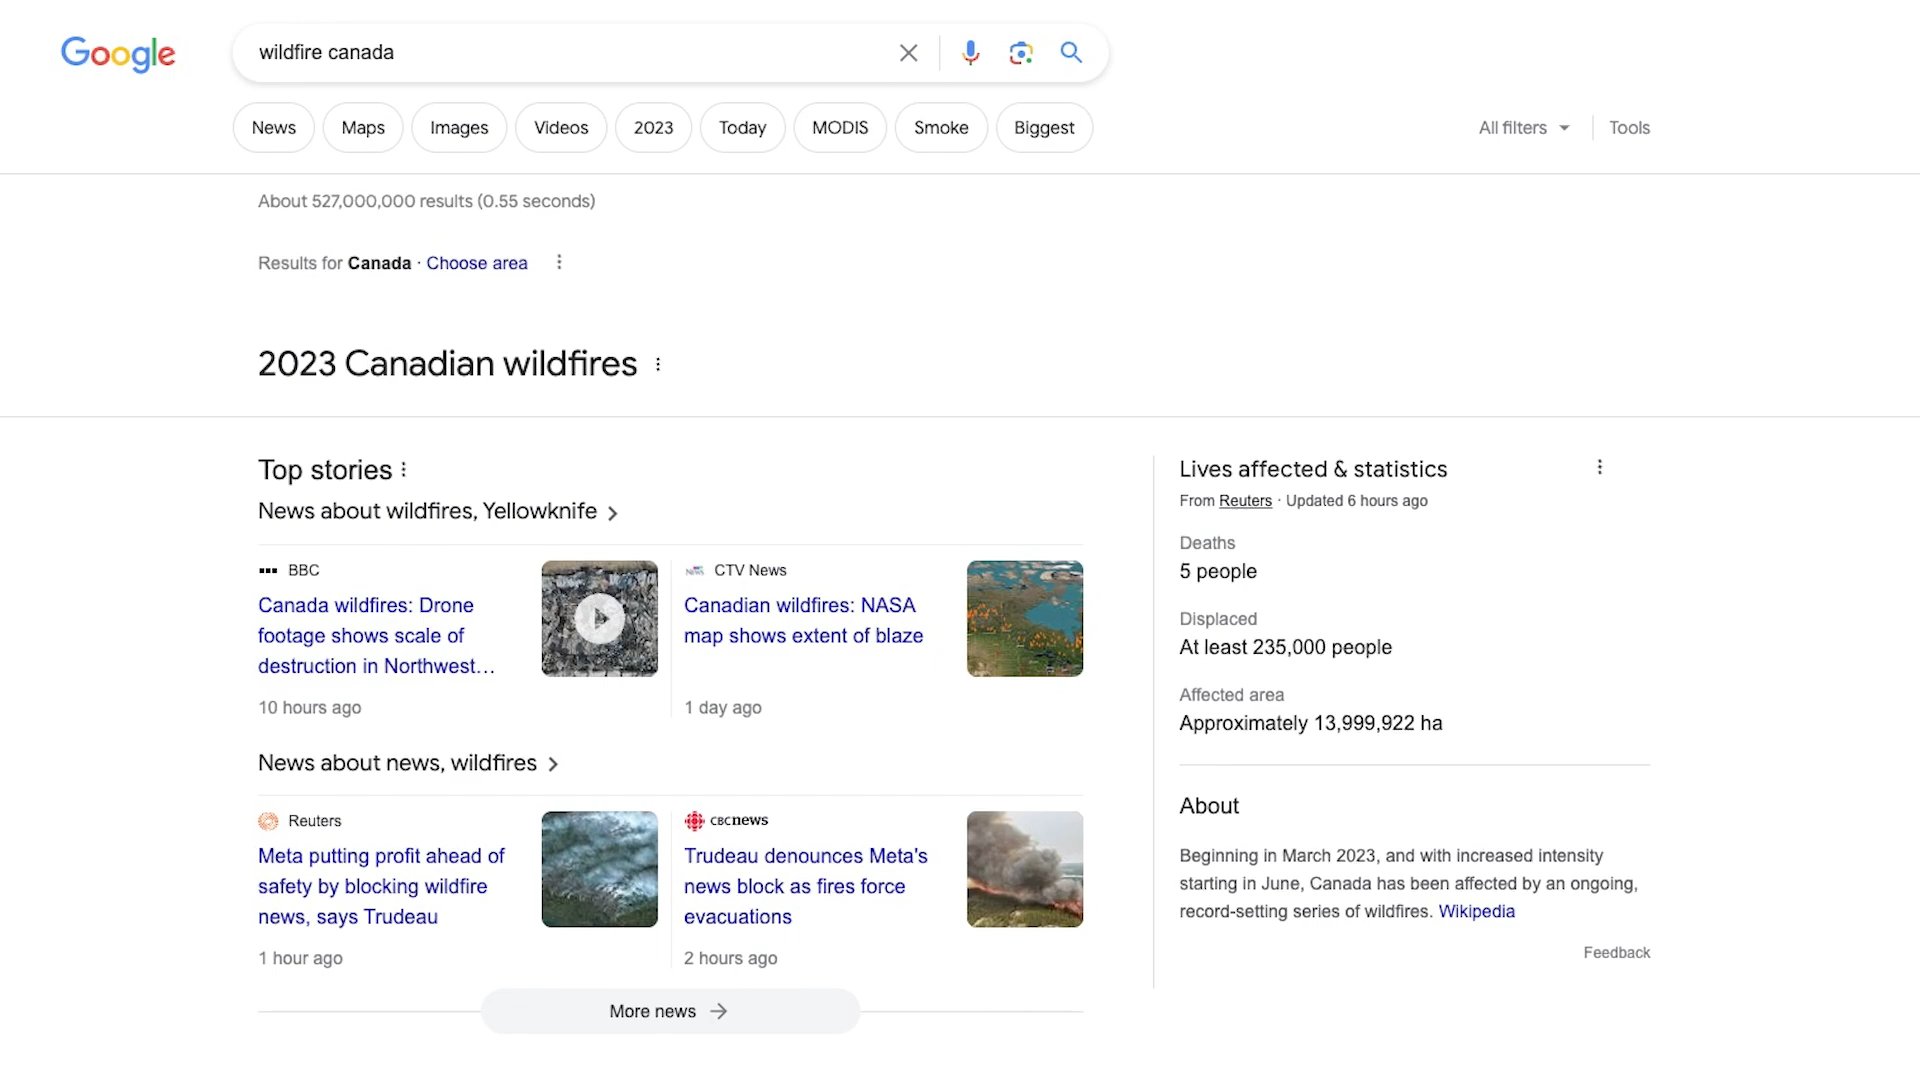 Google
wildfire canada
News
Maps
Images
Videos
2023
Today
MODIS
Smoke
Biggest
All filters
Tools
About 527,000,000 results (0.55 seconds)
Results for Canada · Choose area
2023 Canadian wildfires
Top stories
News about wildfires, Yellowknife
BBC
Canada wildfires: Drone
footage shows scale of
destruction in Northwest...
10 hours ago
CTV News
Canadian wildfires: NASA
map shows extent of blaze
1 day ago
News about news, wildfires
Reuters
Meta putting profit ahead of
safety by blocking wildfire
news, says Trudeau
1 hour ago
CBCnews
Trudeau denounces Meta's
news block as fires force
evacuations
2 hours ago
More news
Lives affected & statistics
From Reuters · Updated 6 hours ago
Deaths
5 people
Displaced
At least 235,000 people
Affected area
Approximately 13,999,922 ha
About
Beginning in March 2023, and with increased intensity
starting in June, Canada has been affected by an ongoing,
record-setting series of wildfires. Wikipedia
Feedback